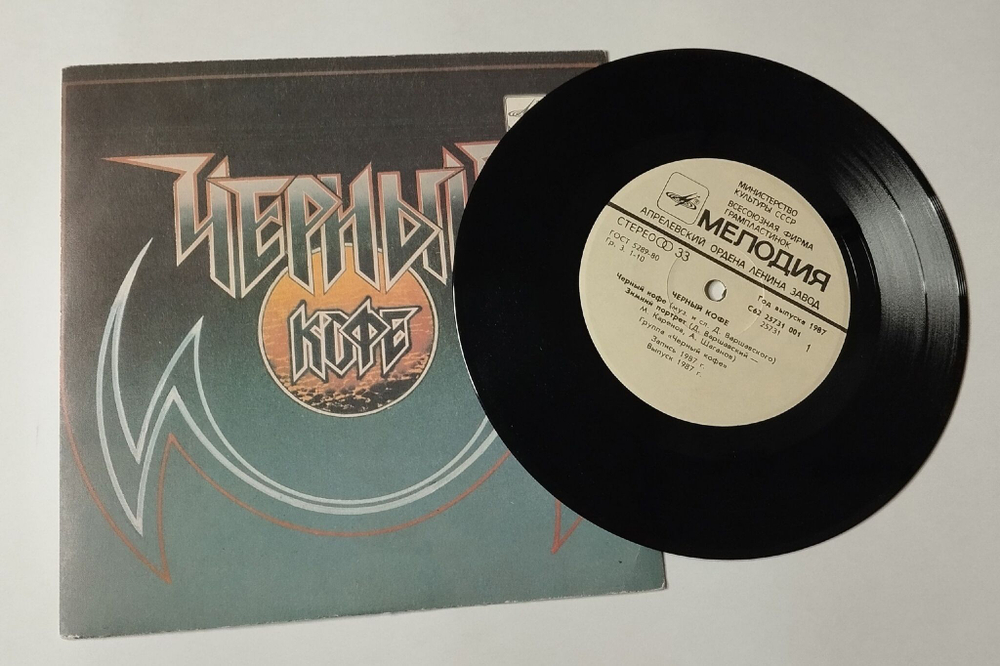 ЧЕРНЫЙ
КОФЕ
МИНИСТЕРСТВО
КУЛЬТУРЫ СССР
ВСЕСОЮЗНАЯ ФИРМА
ГРАМПЛАСТИНОК
МЕЛОДИЯ
АПРЕЛЕВСКИЙ ОРДЕНА ЛЕНИНА ЗАВОД
СТЕРЕО 33
ГОСТ 5289-80
Гр. 3. 1-10
Год выпуска 1987
С62 25731 001
25731
1
ЧЕРНЫЙ КОФЕ
Черный кофе (муз. и сл. Д. Варшавского)
Зимний портрет (Д. Варшавский —
М. Каренов, А. Шаганов)
Группа «Черный кофе»
Запись 1987 г.
Выпуск 1987 г.